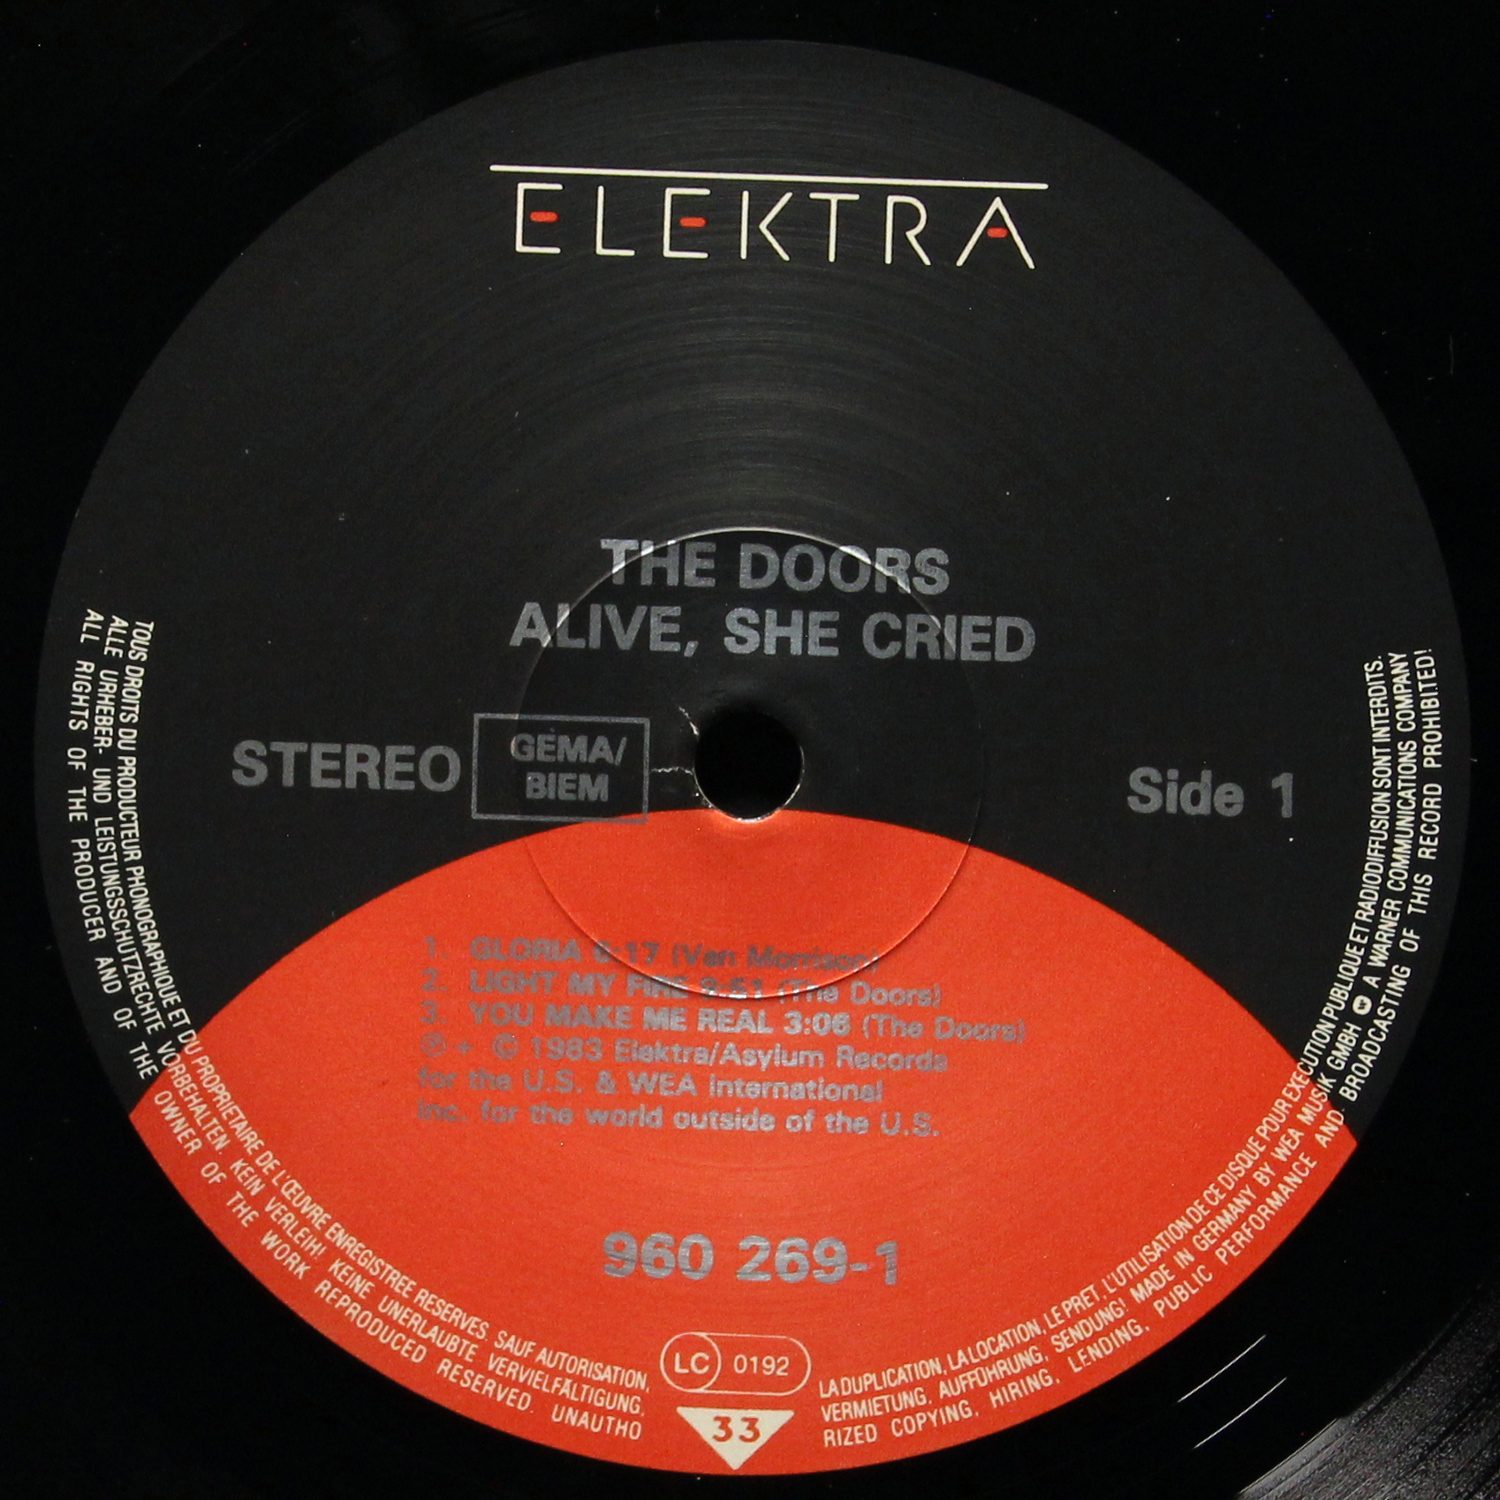 ELEKTRA
THE DOORS
ALIVE, SHE CRIED
STEREO
GEMA/
BIEM
Side 1
1. GLORIA 6:17 (Van Morrison)
2. LIGHT MY FIRE 9:51 (The Doors)
3. YOU MAKE ME REAL 3:06 (The Doors)
℗ + © 1983 Elektra/Asylum Records
for the U.S. & WEA International
Inc. for the world outside of the U.S.
960 269-1
LC 0192
33
TOUS DROITS DU PRODUCTEUR PHONOGRAPHIQUE ET DU PROPRIETAIRE DE L'ŒUVRE ENREGISTREE RESERVES. SAUF AUTORISATION, LA DUPLICATION, LA LOCATION, LE PRET, L'UTILISATION DE CE DISQUE POUR EXECUTION PUBLIQUE ET RADIODIFFUSION SONT INTERDITS.
ALLE URHEBER- UND LEISTUNGSSCHUTZRECHTE VORBEHALTEN. KEIN VERLEIH! KEINE UNERLAUBTE VERVIELFÄLTIGUNG, VERMIETUNG, AUFFÜHRUNG, SENDUNG! MADE IN GERMANY BY WEA MUSIK GMBH A WARNER COMMUNICATIONS COMPANY
ALL RIGHTS OF THE PRODUCER AND OF THE OWNER OF THE WORK REPRODUCED RESERVED. UNAUTHORIZED COPYING, HIRING, LENDING, PUBLIC PERFORMANCE AND BROADCASTING OF THIS RECORD PROHIBITED!